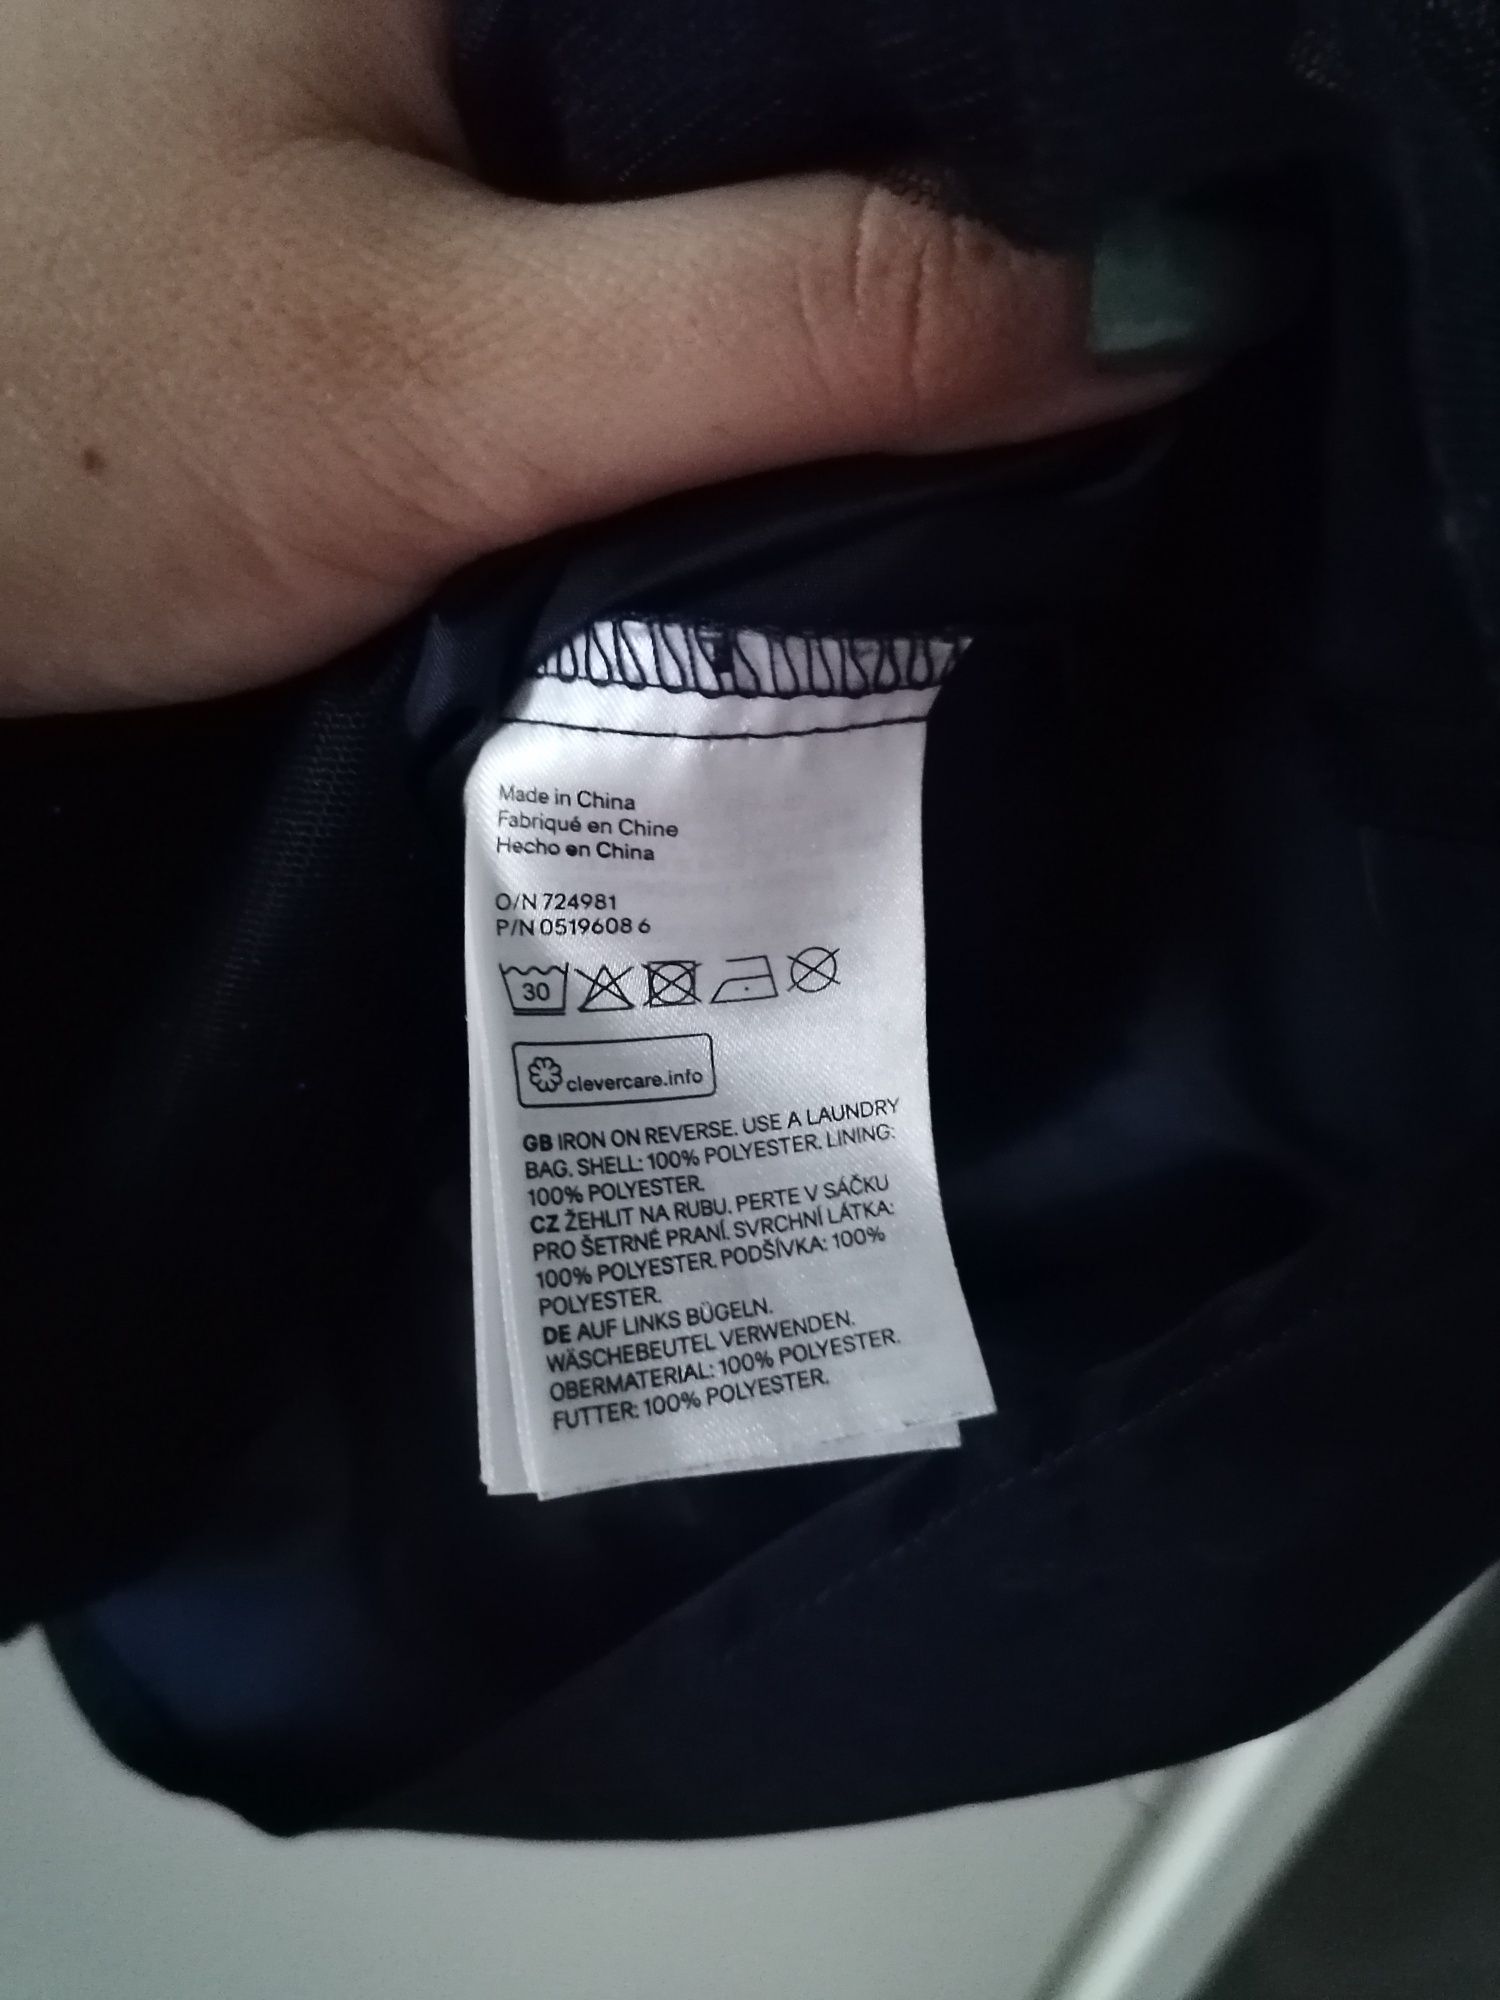 Made in China
Fabriqué en Chine
Hecho en China
O/N 724981
P/N 0519608 6
30
clevercare.info
GB IRON ON REVERSE. USE A LAUNDRY
BAG. SHELL: 100% POLYESTER. LINING:
100% POLYESTER.
CZ ŽEHLIT NA RUBU. PERTE V SÁČKU
PRO ŠETRNÉ PRANÍ. SVRCHNÍ LÁTKA:
100% POLYESTER. PODŠÍVKA: 100%
POLYESTER.
DE AUF LINKS BÜGELN.
WÄSCHEBEUTEL VERWENDEN.
OBERMATERIAL: 100% POLYESTER.
FUTTER: 100% POLYESTER.